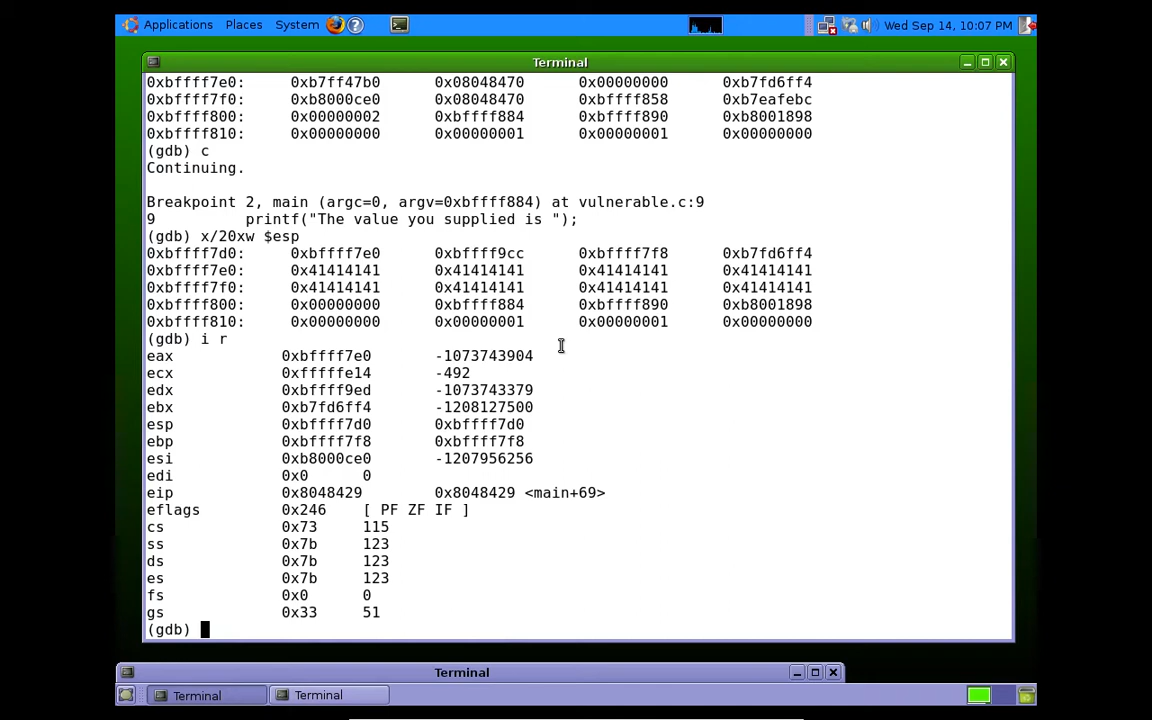 Applications Places System Wed Sep 14, 10:07 PM
Terminal
0xbffff7e0: 0xb7ff47b0 0x08048470 0x00000000 0xb7fd6ff4
0xbffff7f0: 0xb8000ce0 0x08048470 0xbffff858 0xb7eafebc
0xbffff800: 0x00000002 0xbffff884 0xbffff890 0xb8001898
0xbffff810: 0x00000000 0x00000001 0x00000001 0x00000000
(gdb) c
Continuing.
Breakpoint 2, main (argc=0, argv=0xbffff884) at vulnerable.c:9
9 printf("The value you supplied is ");
(gdb) x/20xw $esp
0xbffff7d0: 0xbffff7e0 0xbffff9cc 0xbffff7f8 0xb7fd6ff4
0xbffff7e0: 0x41414141 0x41414141 0x41414141 0x41414141
0xbffff7f0: 0x41414141 0x41414141 0x41414141 0x41414141
0xbffff800: 0x00000000 0xbffff884 0xbffff890 0xb8001898
0xbffff810: 0x00000000 0x00000001 0x00000001 0x00000000
(gdb) i r
eax 0xbffff7e0 -1073743904
ecx 0xfffffe14 -492
edx 0xbffff9ed -1073743379
ebx 0xb7fd6ff4 -1208127500
esp 0xbffff7d0 0xbffff7d0
ebp 0xbffff7f8 0xbffff7f8
esi 0xb8000ce0 -1207956256
edi 0x0 0
eip 0x8048429 0x8048429 <main+69>
eflags 0x246 [ PF ZF IF ]
cs 0x73 115
ss 0x7b 123
ds 0x7b 123
es 0x7b 123
fs 0x0 0
gs 0x33 51
(gdb)
Terminal
Terminal Terminal